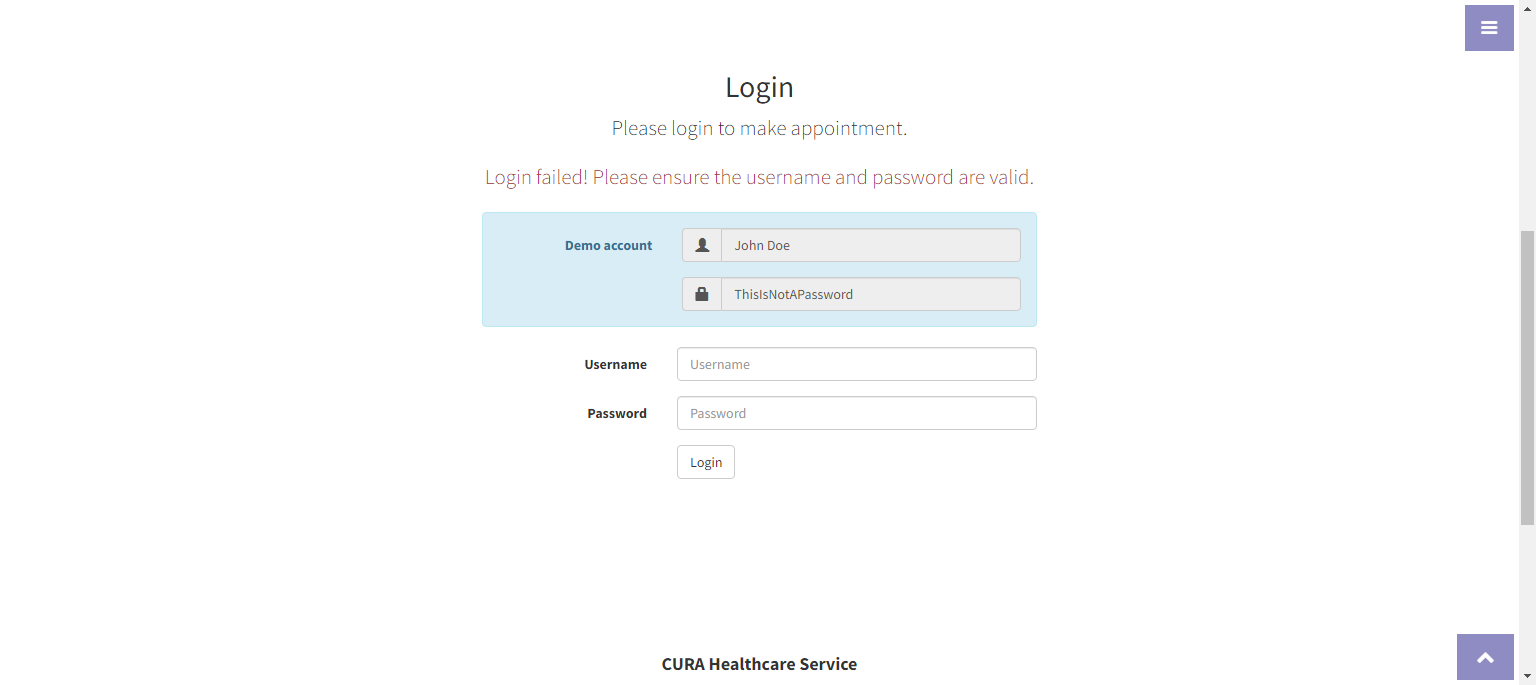 Login
Please login to make appointment.
Login failed! Please ensure the username and password are valid.
Demo account
John Doe
ThisIsNotAPassword
Username
Username
Password
Password
Login
CURA Healthcare Service